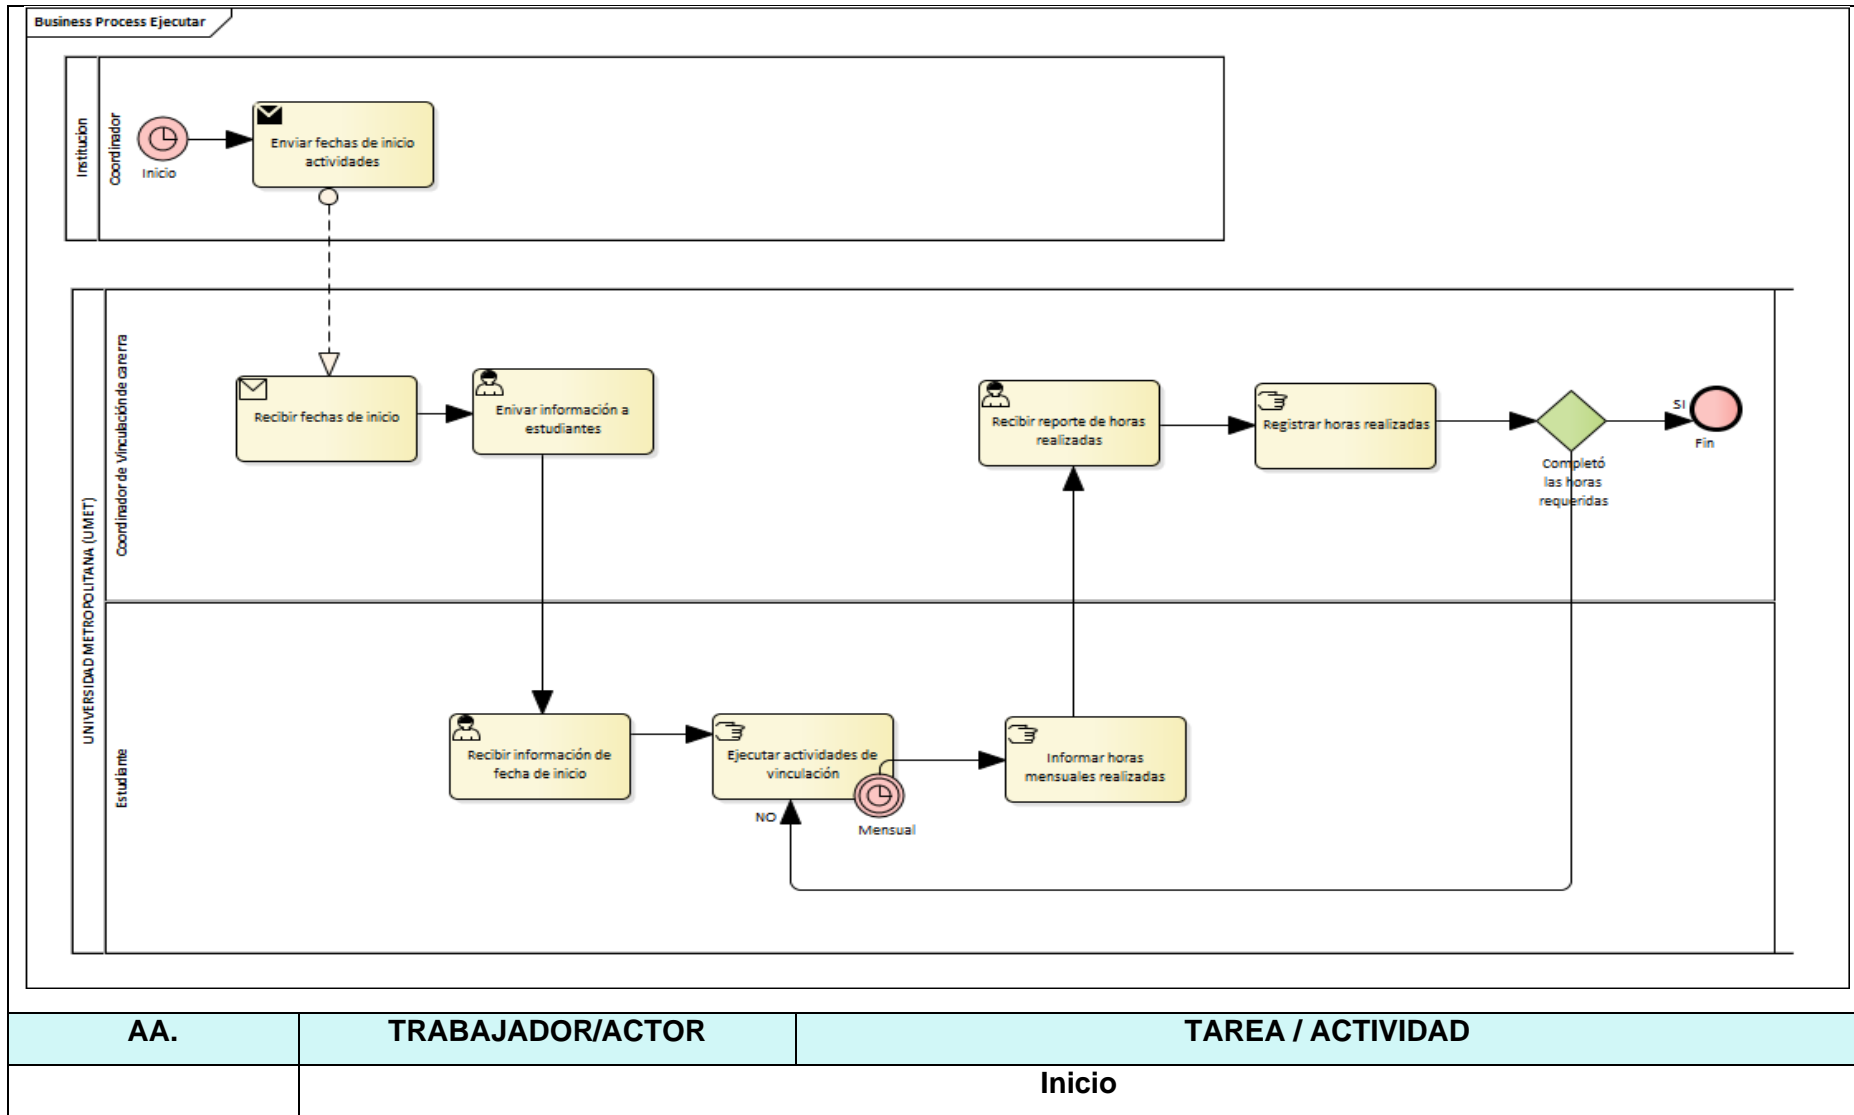 Business Process Ejecutar
Institucion
Coordinador
Inicio
Enviar fechas de inicio
actividades
UNIVERSIDAD METROPOLITANA (UMET)
Coordinador de Vinculación de carrerra
Recibir fechas de inicio
Enivar información a
estudiantes
Recibir reporte de horas
realizadas
Registrar horas realizadas
Completó
las horas
requeridas
SI
Fin
Estudiante
Recibir información de
fecha de inicio
Ejecutar actividades de
vinculación
Mensual
NO
Informar horas
mensuales realizadas
AA.
TRABAJADOR/ACTOR
TAREA / ACTIVIDAD
Inicio